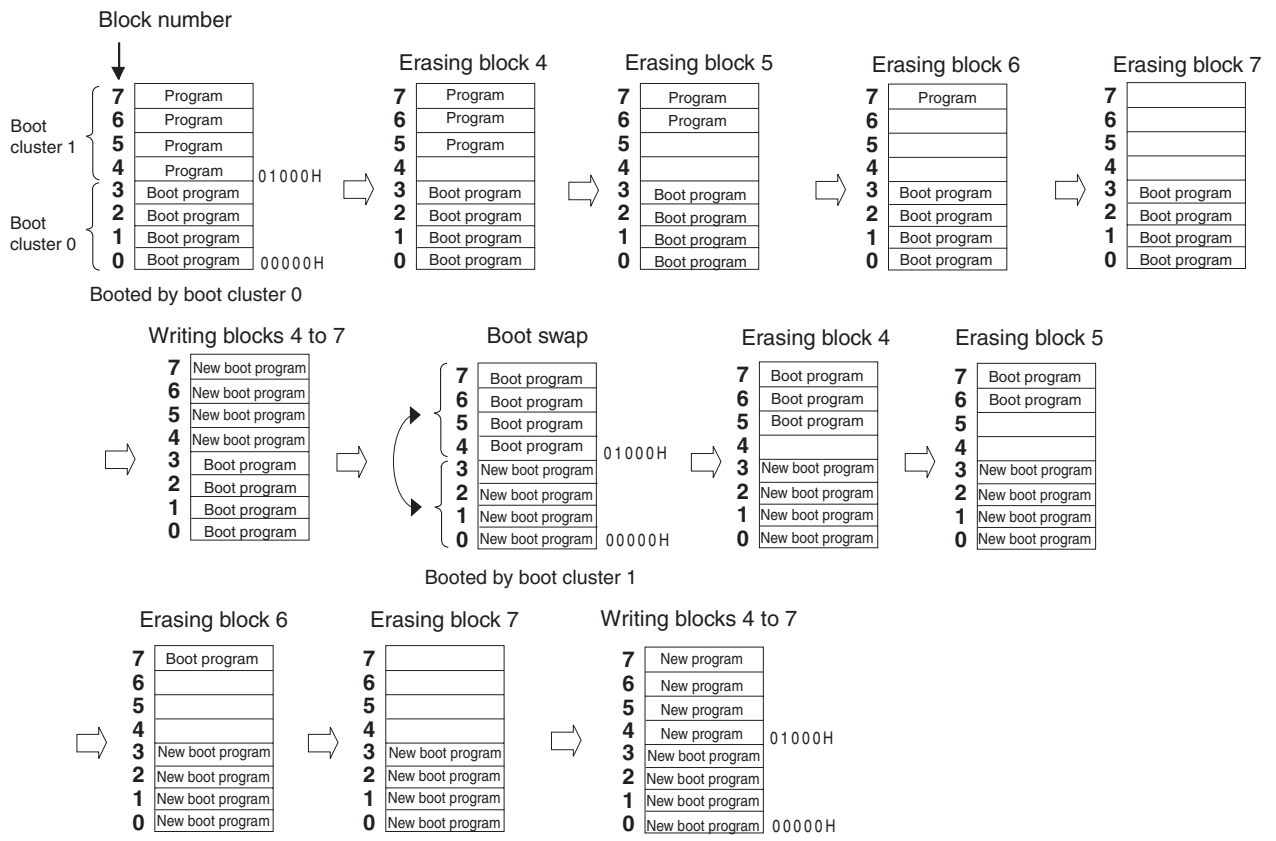 Block number
Erasing block 4
Erasing block 5
Erasing block 6
Erasing block 7
Boot cluster 1
Boot cluster 0
7 Program
6 Program
5 Program
4 Program
01000H
3 Boot program
2 Boot program
1 Boot program
0 Boot program
00000H
Booted by boot cluster 0
7 Program
6 Program
5 Program
4
3 Boot program
2 Boot program
1 Boot program
0 Boot program
7 Program
6 Program
5
4
3 Boot program
2 Boot program
1 Boot program
0 Boot program
7 Program
6
5
4
3 Boot program
2 Boot program
1 Boot program
0 Boot program
7
6
5
4
3 Boot program
2 Boot program
1 Boot program
0 Boot program
Writing blocks 4 to 7
7 New boot program
6 New boot program
5 New boot program
4 New boot program
3 Boot program
2 Boot program
1 Boot program
0 Boot program
Boot swap
7 Boot program
6 Boot program
5 Boot program
4 Boot program
01000H
3 New boot program
2 New boot program
1 New boot program
0 New boot program
00000H
Booted by boot cluster 1
Erasing block 4
7 Boot program
6 Boot program
5 Boot program
4
3 New boot program
2 New boot program
1 New boot program
0 New boot program
Erasing block 5
7 Boot program
6 Boot program
5
4
3 New boot program
2 New boot program
1 New boot program
0 New boot program
Erasing block 6
7 Boot program
6
5
4
3 New boot program
2 New boot program
1 New boot program
0 New boot program
Erasing block 7
7
6
5
4
3 New boot program
2 New boot program
1 New boot program
0 New boot program
Writing blocks 4 to 7
7 New program
6 New program
5 New program
4 New program
01000H
3 New boot program
2 New boot program
1 New boot program
0 New boot program
00000H